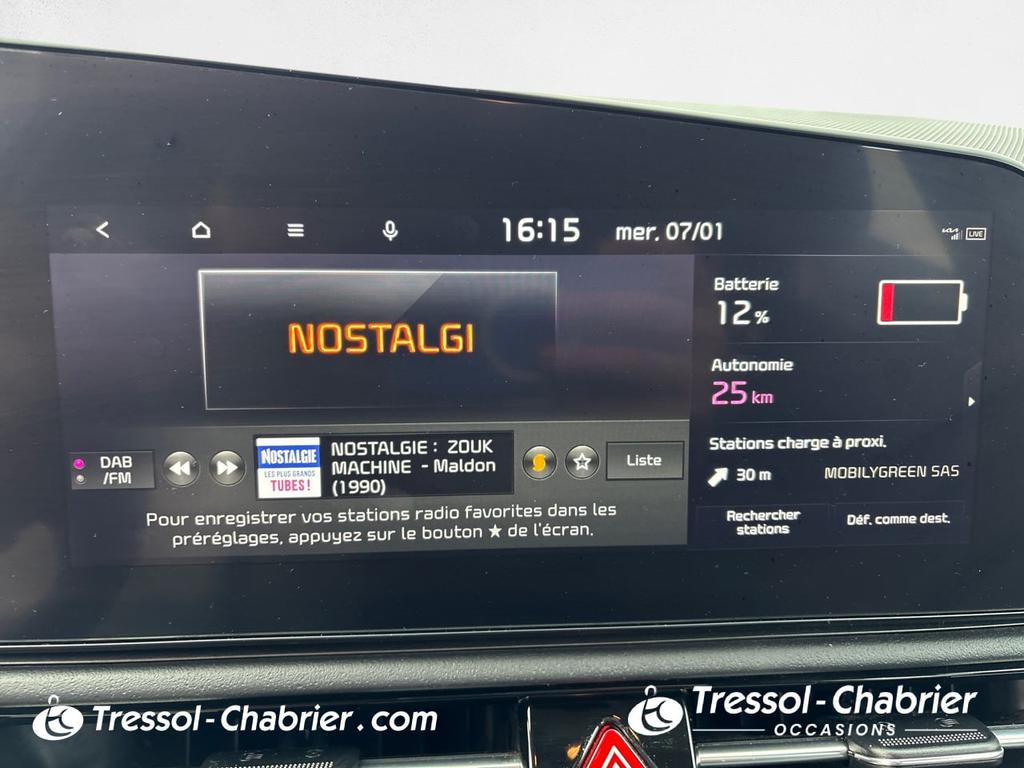 16:15 mer. 07/01
LIVE
NOSTALGI
DAB
/FM
NOSTALGIE
LES PLUS GRANDS
TUBES !
NOSTALGIE : ZOUK
MACHINE - Maldon
(1990)
Liste
Pour enregistrer vos stations radio favorites dans les
préréglages, appuyez sur le bouton ★ de l'écran.
Batterie
12 %
Autonomie
25 km
Stations charge à proxi.
30 m MOBILYGREEN SAS
Rechercher
stations
Déf. comme dest.
Tressol-Chabrier.com
Tressol-Chabrier
OCCASIONS